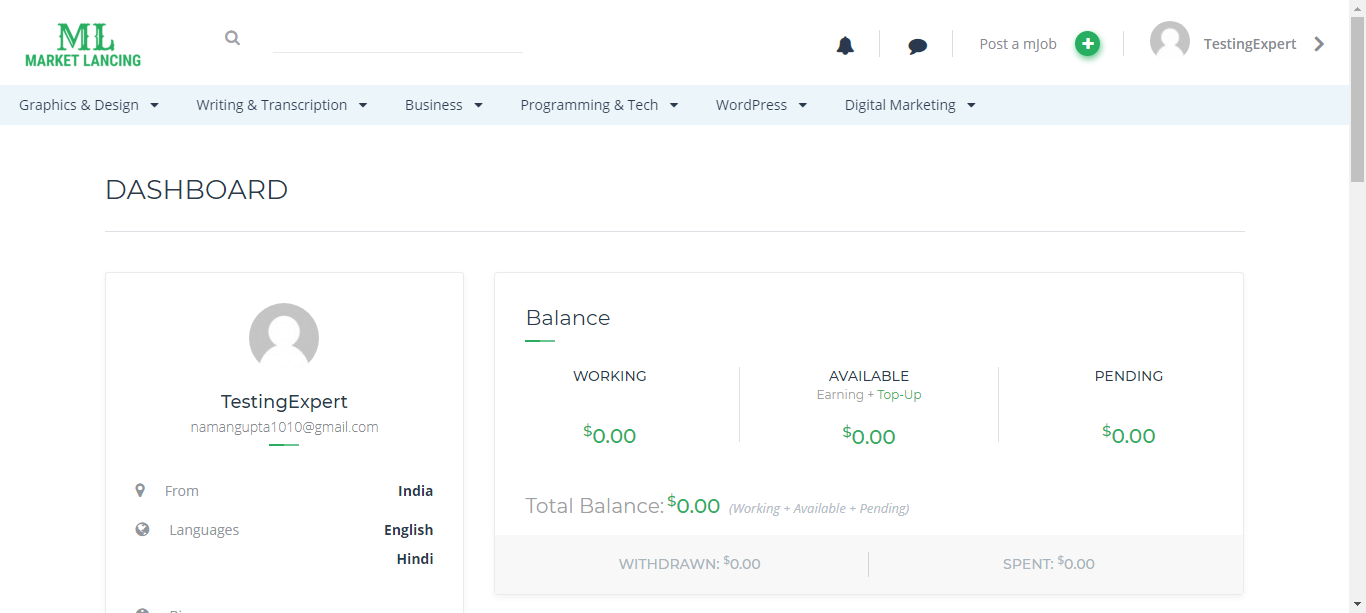 ML
MARKET LANCING
Post a mJob
TestingExpert
Graphics & Design
Writing & Transcription
Business
Programming & Tech
WordPress
Digital Marketing
DASHBOARD
TestingExpert
namangupta1010@gmail.com
From India
Languages English
Hindi
Balance
WORKING
$0.00
AVAILABLE
Earning + Top-Up
$0.00
PENDING
$0.00
Total Balance: $0.00 (Working + Available + Pending)
WITHDRAWN: $0.00
SPENT: $0.00